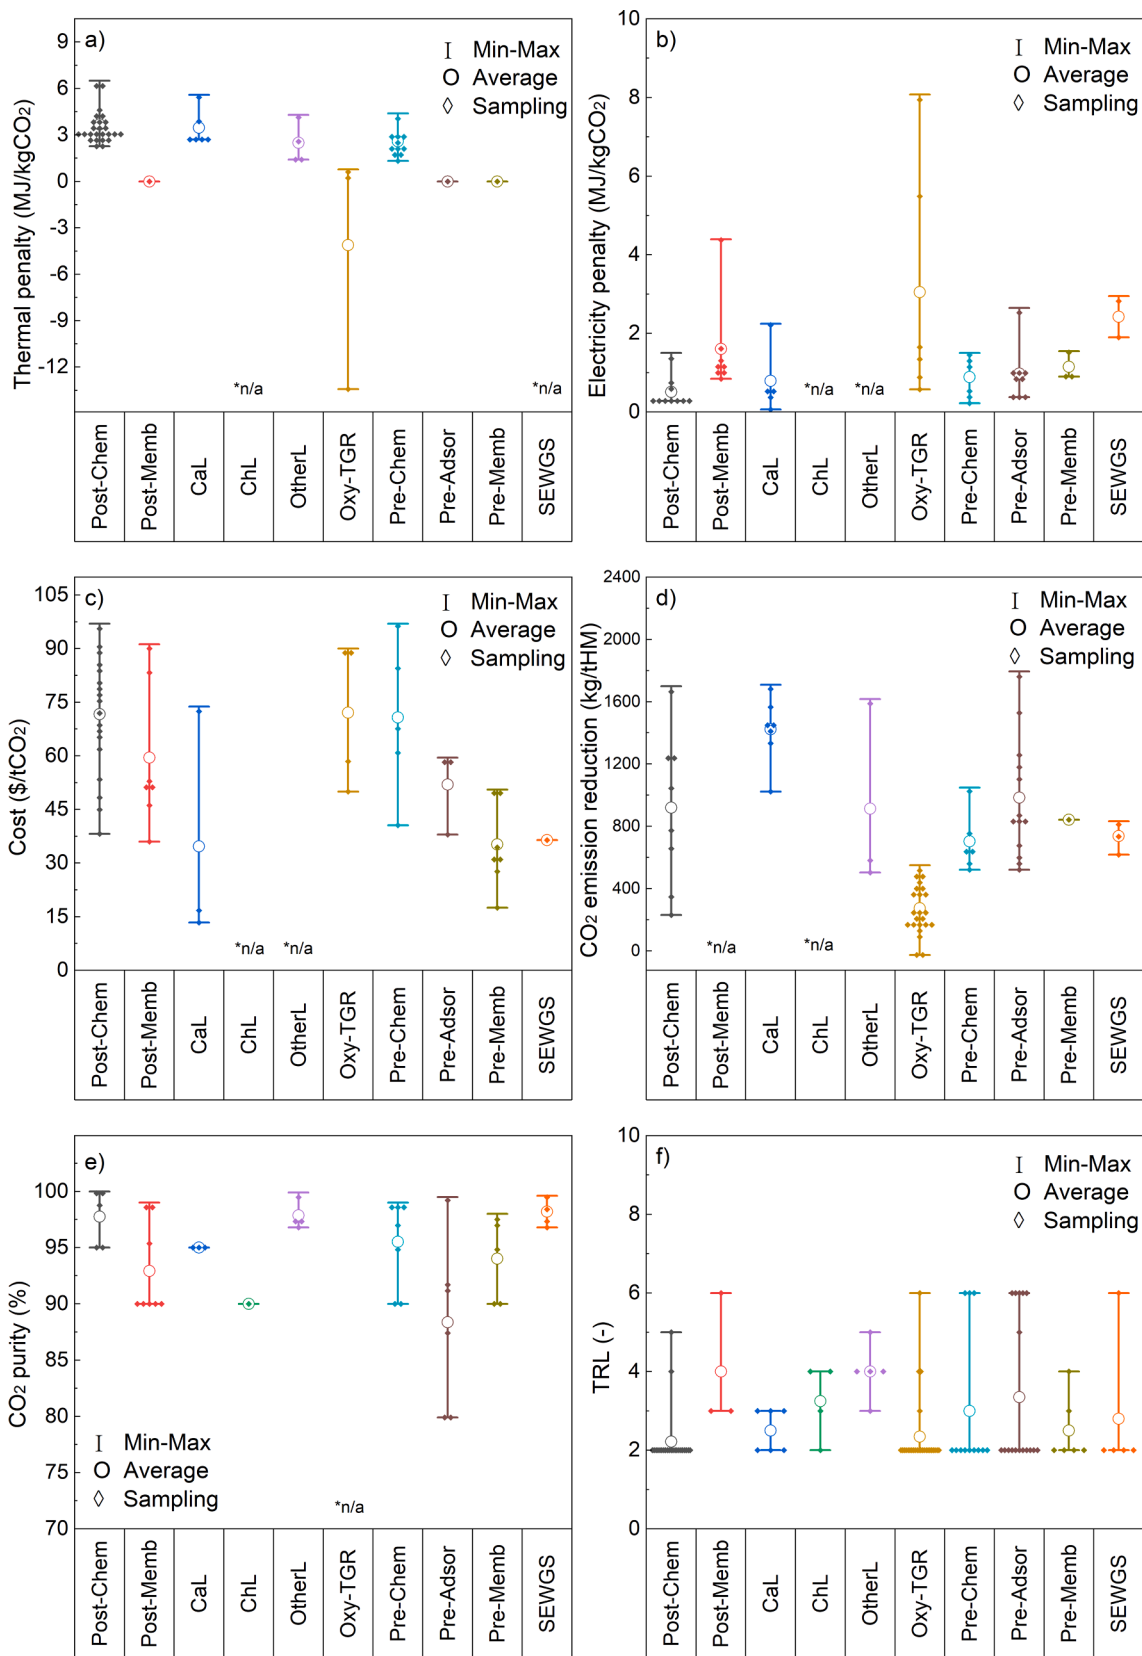 a)
I Min-Max
Average
Sampling
Thermal penalty (MJ/kgCO2)
9
6
3
0
-3
-6
-9
-12
*n/a
*n/a
Post-Chem
Post-Memb
CaL
ChL
OtherL
Oxy-TGR
Pre-Chem
Pre-Adsor
Pre-Memb
SEWGS
b)
I Min-Max
Average
Sampling
Electricity penalty (MJ/kgCO2)
10
8
6
4
2
0
*n/a
*n/a
Post-Chem
Post-Memb
CaL
ChL
OtherL
Oxy-TGR
Pre-Chem
Pre-Adsor
Pre-Memb
SEWGS
c)
I Min-Max
Average
Sampling
Cost ($/tCO2)
105
90
75
60
45
30
15
0
*n/a
*n/a
Post-Chem
Post-Memb
CaL
ChL
OtherL
Oxy-TGR
Pre-Chem
Pre-Adsor
Pre-Memb
SEWGS
d)
I Min-Max
Average
Sampling
CO2 emission reduction (kg/tHM)
2400
2000
1600
1200
800
400
0
*n/a
*n/a
Post-Chem
Post-Memb
CaL
ChL
OtherL
Oxy-TGR
Pre-Chem
Pre-Adsor
Pre-Memb
SEWGS
e)
CO2 purity (%)
100
95
90
85
80
75
70
I Min-Max
Average
Sampling
*n/a
Post-Chem
Post-Memb
CaL
ChL
OtherL
Oxy-TGR
Pre-Chem
Pre-Adsor
Pre-Memb
SEWGS
f)
I Min-Max
Average
Sampling
TRL (-)
10
8
6
4
2
0
Post-Chem
Post-Memb
CaL
ChL
OtherL
Oxy-TGR
Pre-Chem
Pre-Adsor
Pre-Memb
SEWGS